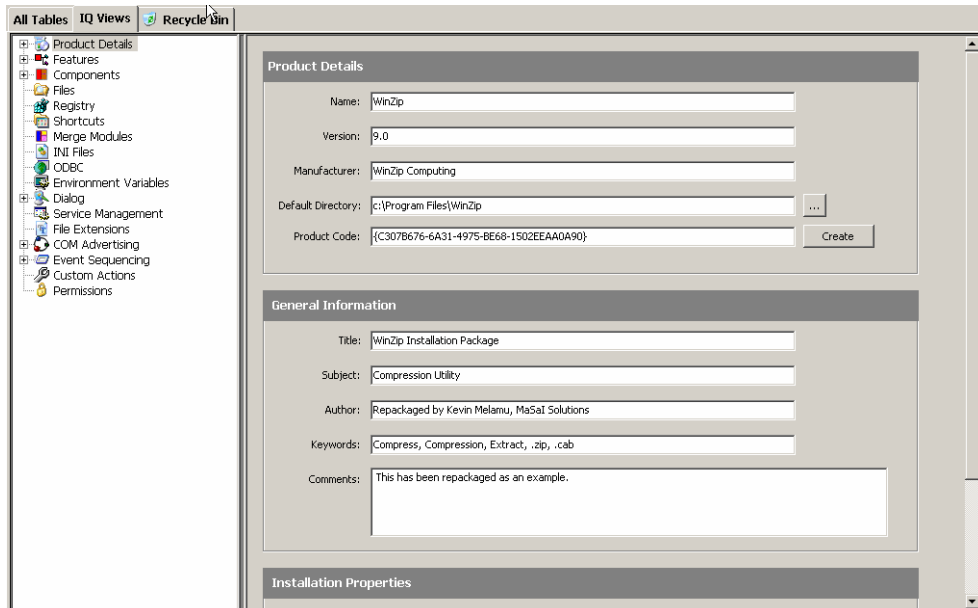 All Tables IQ Views Recycle Bin
Product Details
Features
Components
Files
Registry
Shortcuts
Merge Modules
INI Files
ODBC
Environment Variables
Dialog
Service Management
File Extensions
COM Advertising
Event Sequencing
Custom Actions
Permissions
Product Details
Name: WinZip
Version: 9.0
Manufacturer: WinZip Computing
Default Directory: c:\Program Files\WinZip ...
Product Code: {C307B676-6A31-4975-BE68-1502EEAA0A90} Create
General Information
Title: WinZip Installation Package
Subject: Compression Utility
Author: Repackaged by Kevin Melamu, MaSaI Solutions
Keywords: Compress, Compression, Extract, .zip, .cab
Comments: This has been repackaged as an example.
Installation Properties